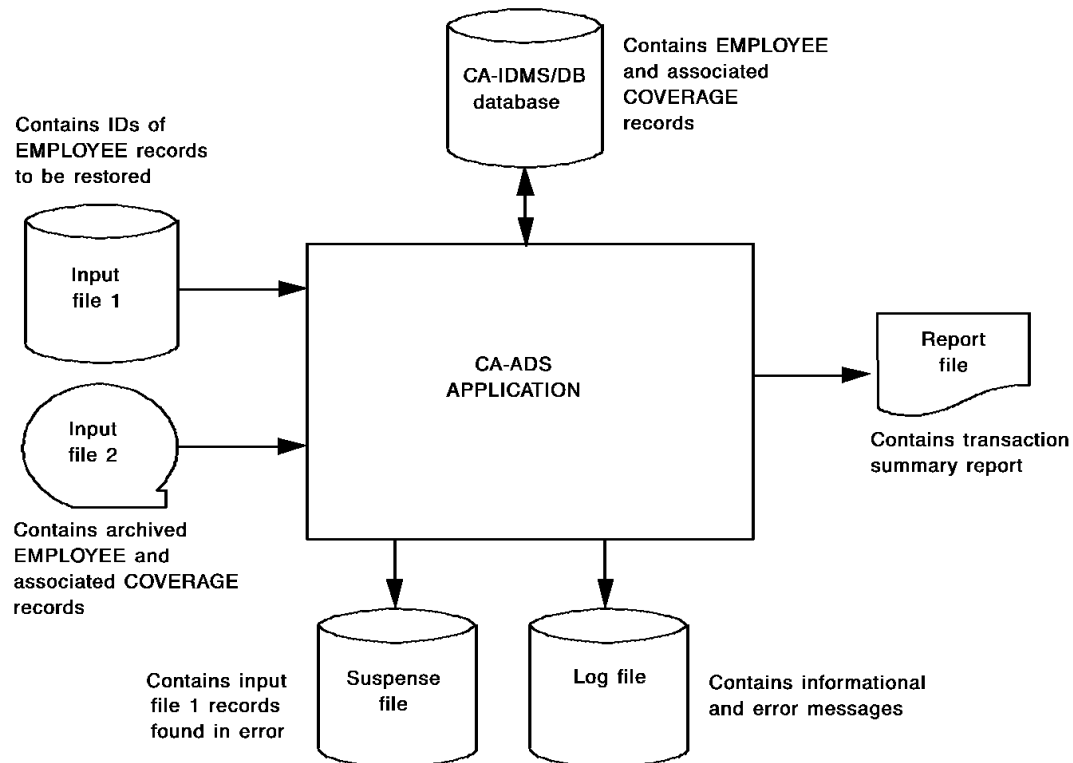 CA-IDMS/DB
database
Contains EMPLOYEE
and associated
COVERAGE
records
Contains IDs of
EMPLOYEE records
to be restored
Input
file 1
CA-ADS
APPLICATION
Report
file
Contains transaction
summary report
Input
file 2
Contains archived
EMPLOYEE and
associated COVERAGE
records
Contains input
file 1 records
found in error
Suspense
file
Log file
Contains informational
and error messages